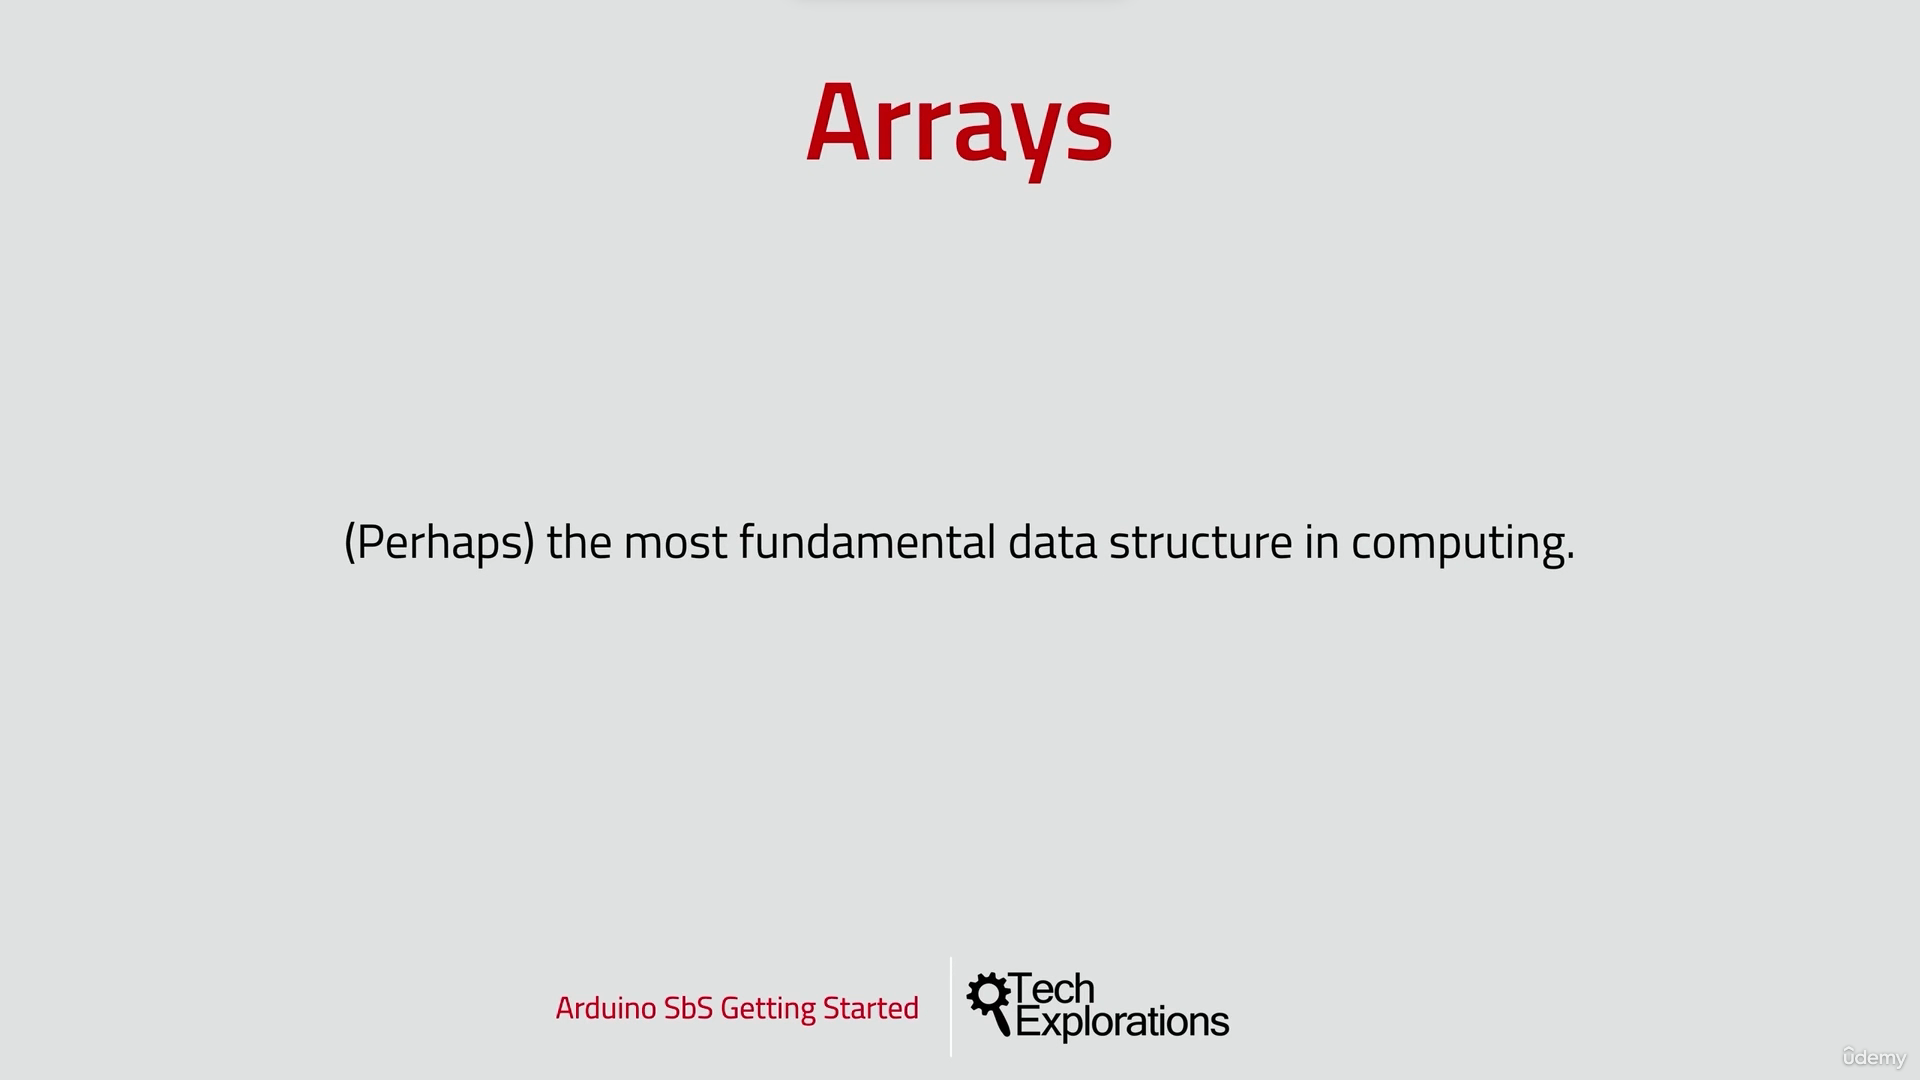 Arrays
(Perhaps) the most fundamental data structure in computing.
Arduino SbS Getting Started
Tech
Explorations
ûdemy